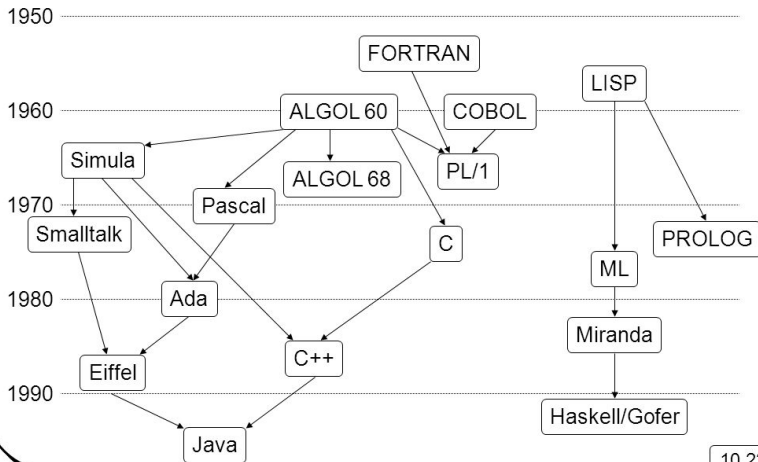 1950
FORTRAN
LISP
1960
ALGOL 60
COBOL
Simula
ALGOL 68
PL/1
1970
Pascal
Smalltalk
C
PROLOG
ML
1980
Ada
Miranda
Eiffel
C++
1990
Haskell/Gofer
Java